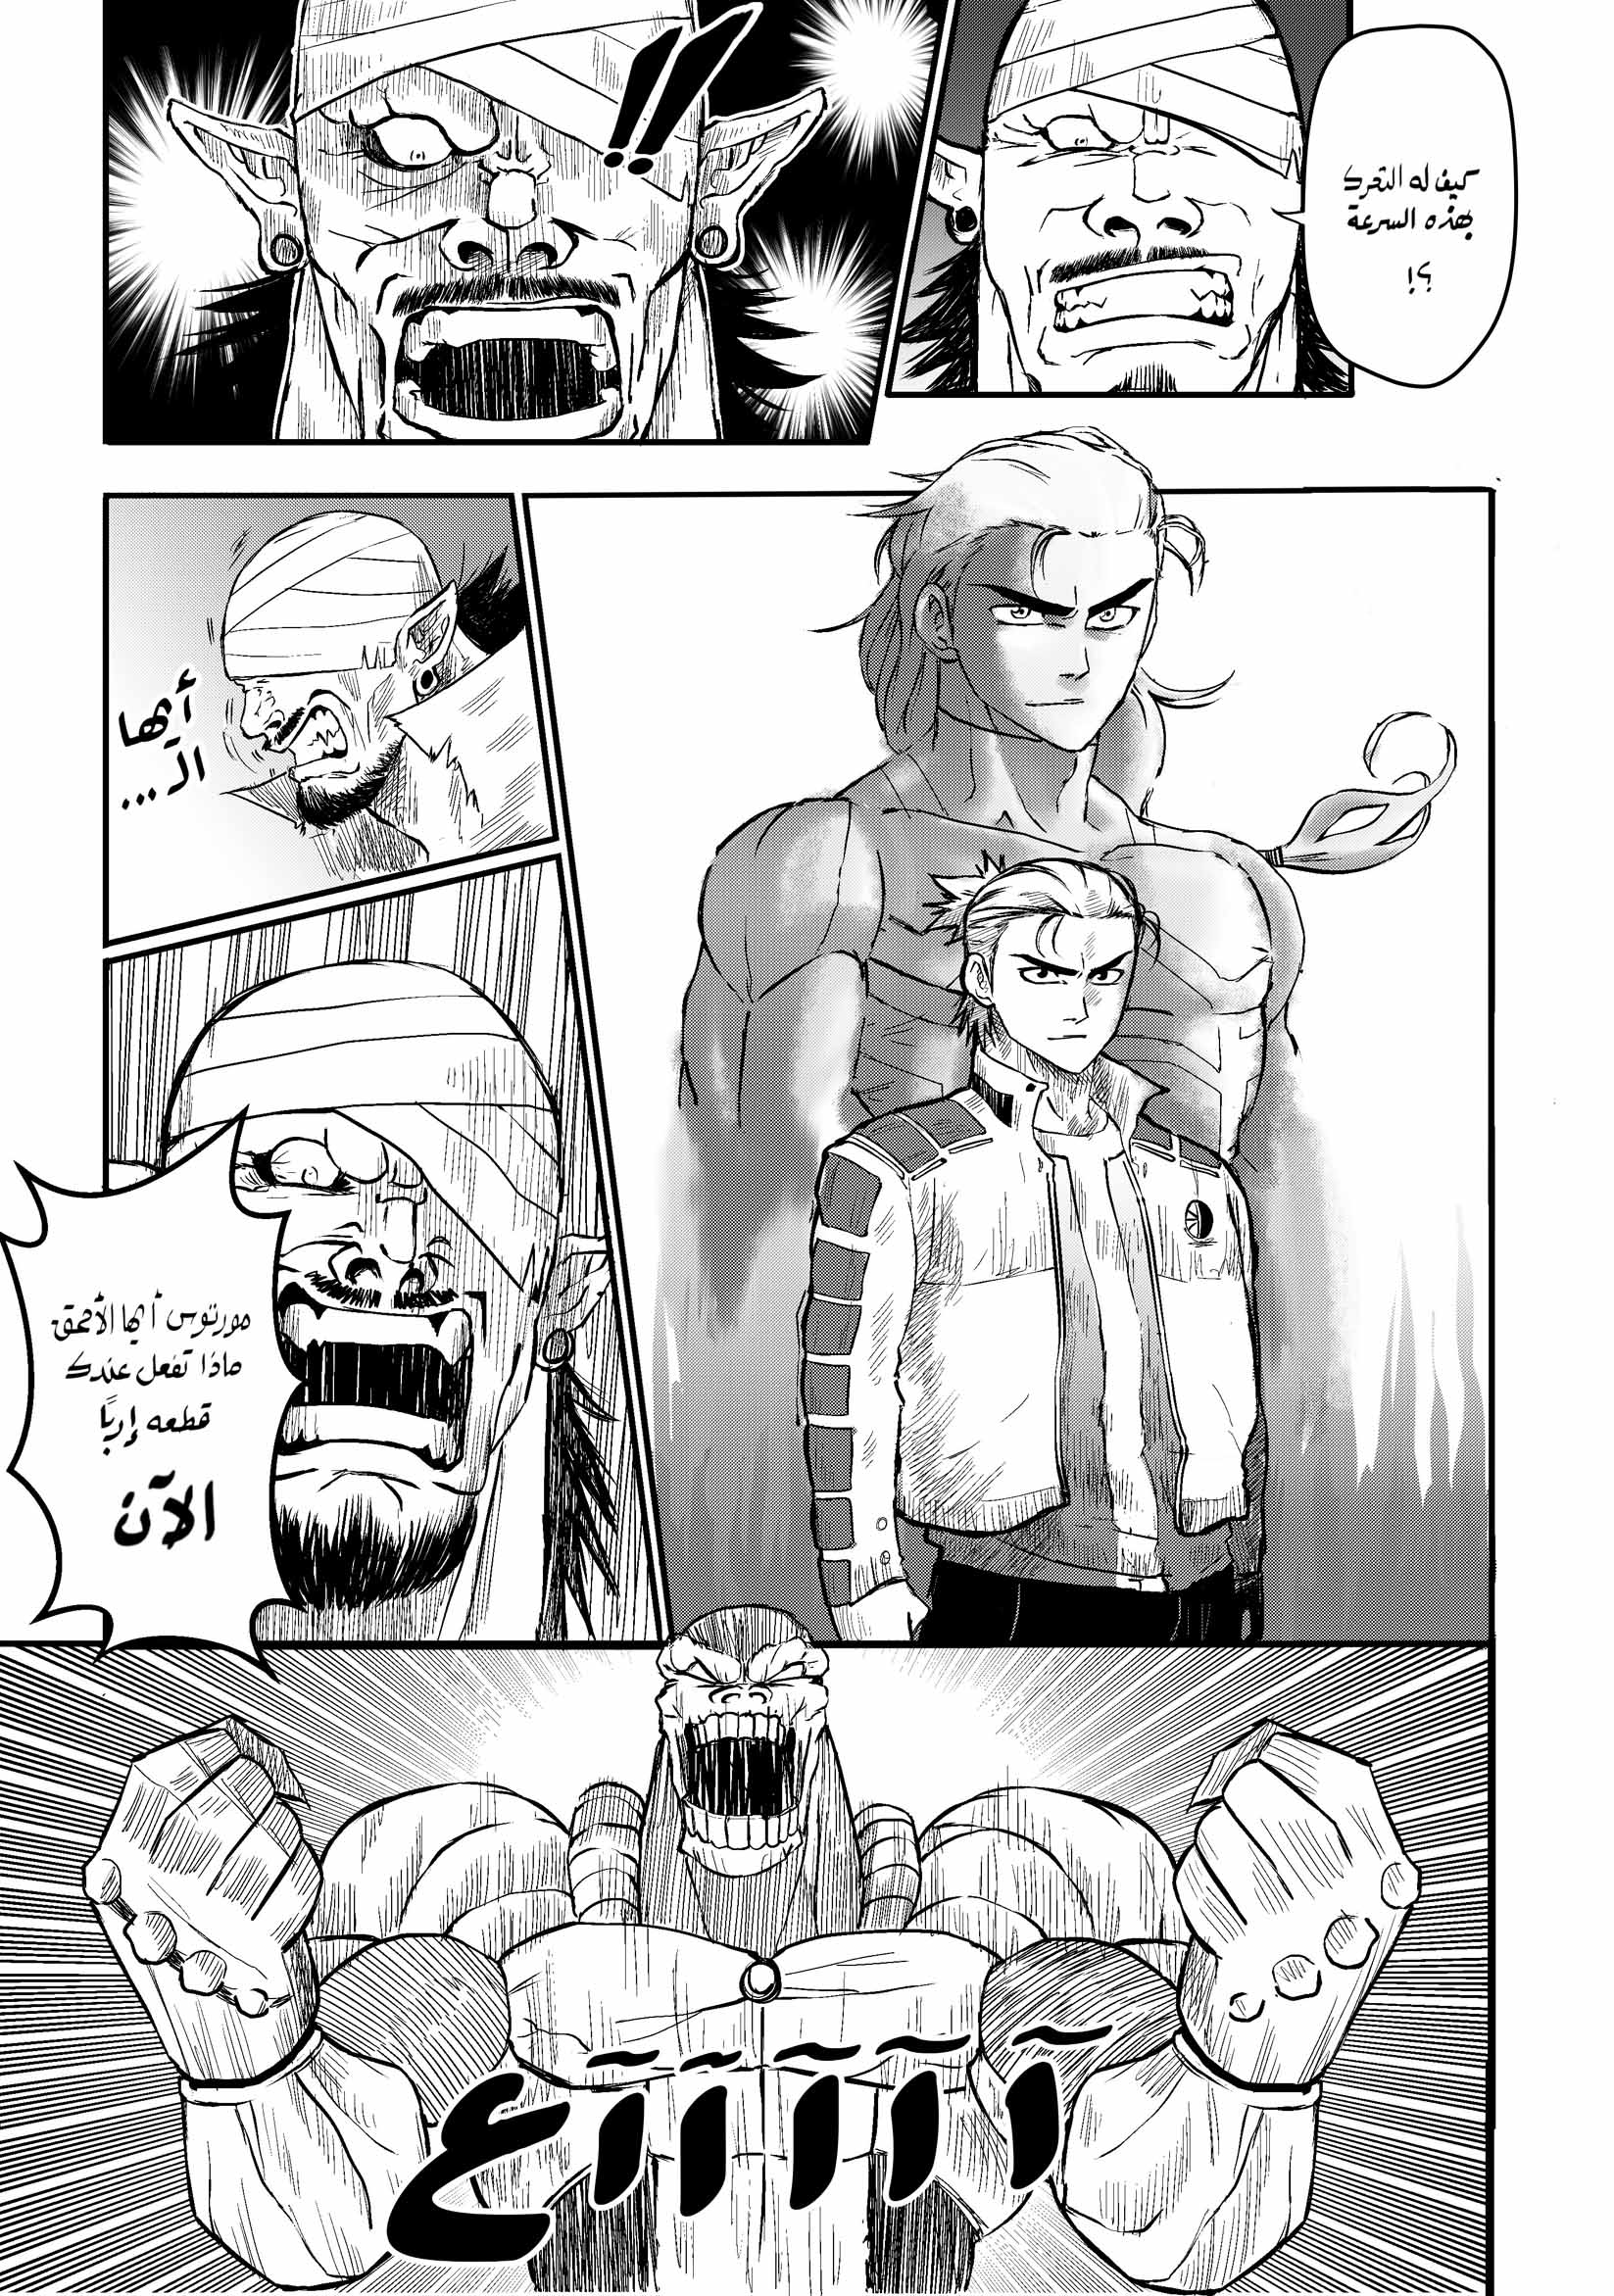 كيف له التحرك
بهذه السرعة
؟!
!!
أيها
الـ...
مورتوس أيها الأحمق
ماذا تفعل عندك
قطعه إربًا
الآن
آآآآآع